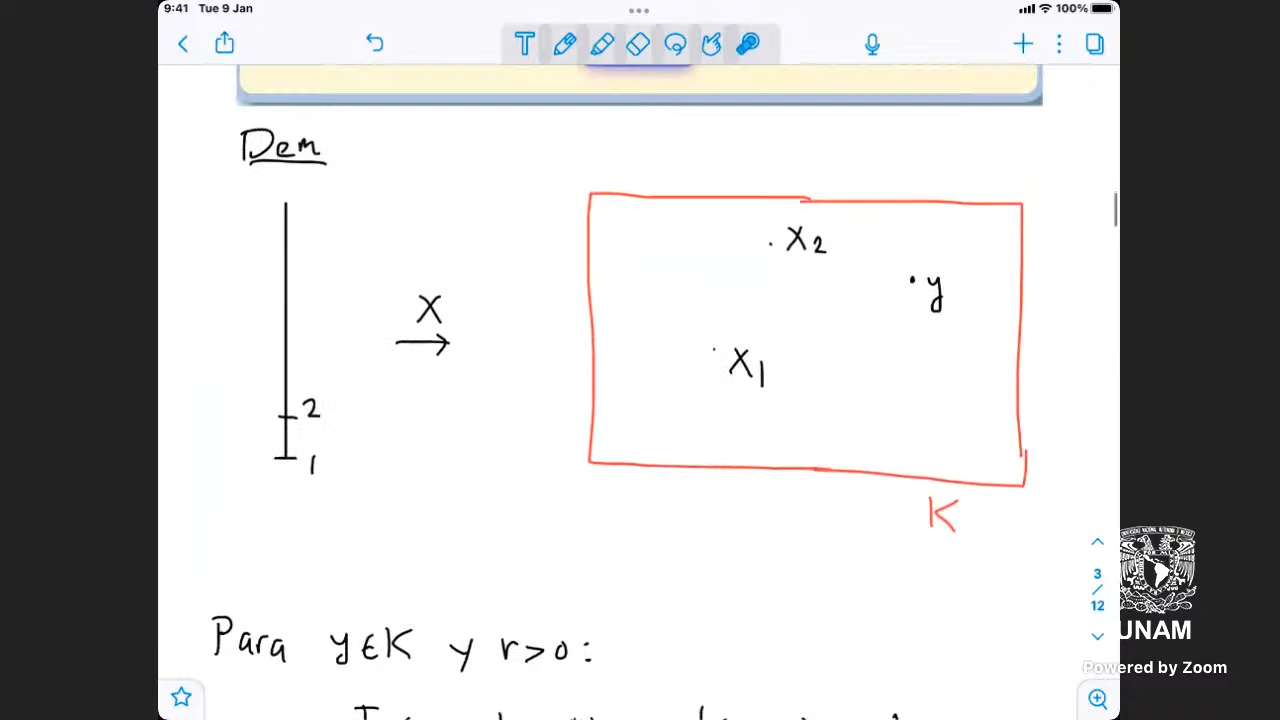 9:41 Tue 9 Jan
100%
T
Dem
X2
y
X
X1
2
1
K
3
/
12
UNAM
Para y ∈ K y r > 0 :
Powered by Zoom